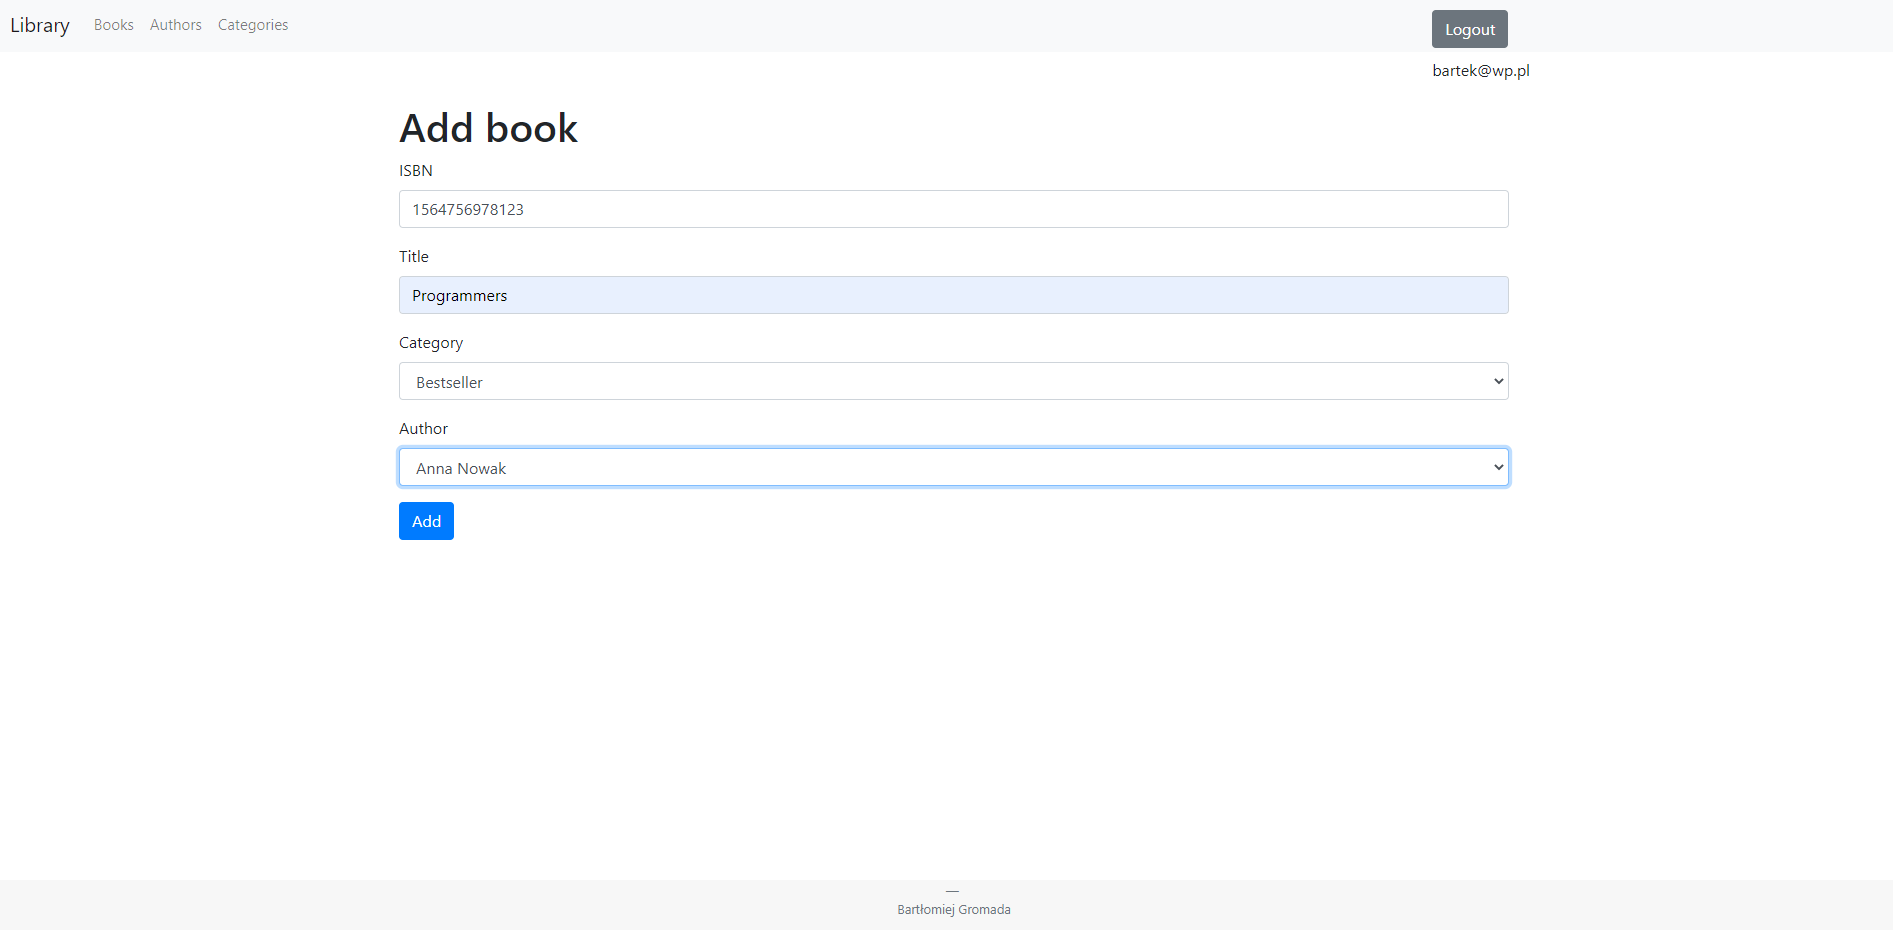 Library Books Authors Categories Logout
bartek@wp.pl
Add book
ISBN
1564756978123
Title
Programmers
Category
Bestseller
Author
Anna Nowak
Add
—
Bartłomiej Gromada